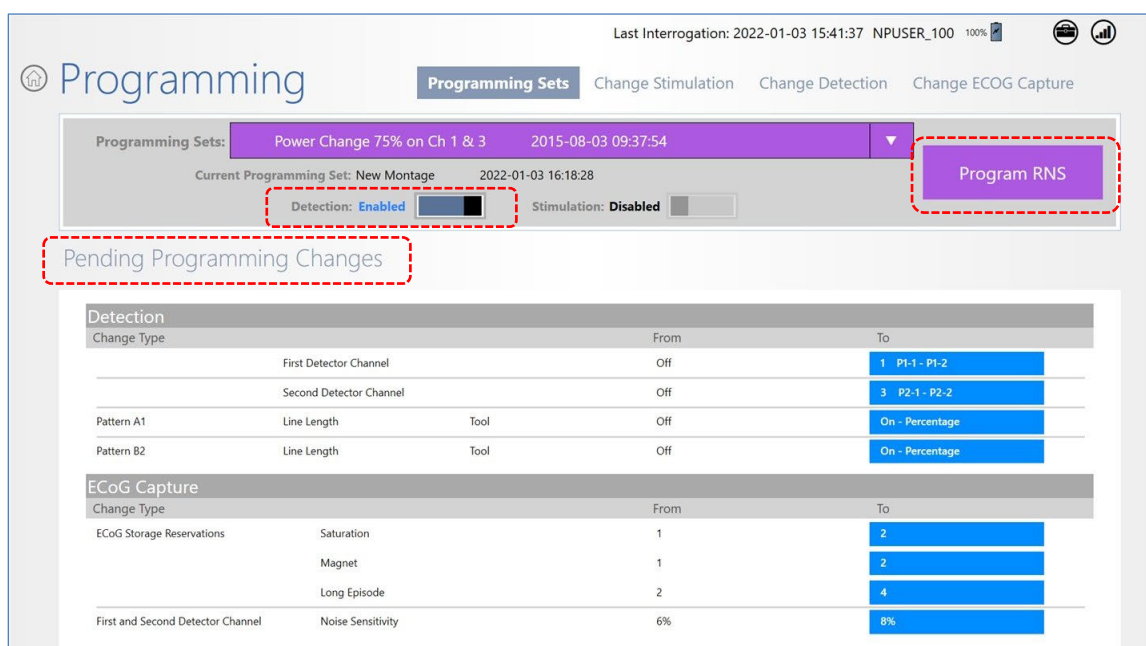 Last Interrogation: 2022-01-03 15:41:37 NPUSER_100 100%
Programming
Programming Sets Change Stimulation Change Detection Change ECOG Capture
Programming Sets: Power Change 75% on Ch 1 & 3 2015-08-03 09:37:54
Program RNS
Current Programming Set: New Montage 2022-01-03 16:18:28
Detection: Enabled Stimulation: Disabled
Pending Programming Changes
Detection
Change Type From To
First Detector Channel Off 1 P1-1 - P1-2
Second Detector Channel Off 3 P2-1 - P2-2
Pattern A1 Line Length Tool Off On - Percentage
Pattern B2 Line Length Tool Off On - Percentage
ECoG Capture
Change Type From To
ECoG Storage Reservations Saturation 1 2
Magnet 1 2
Long Episode 2 4
First and Second Detector Channel Noise Sensitivity 6% 8%